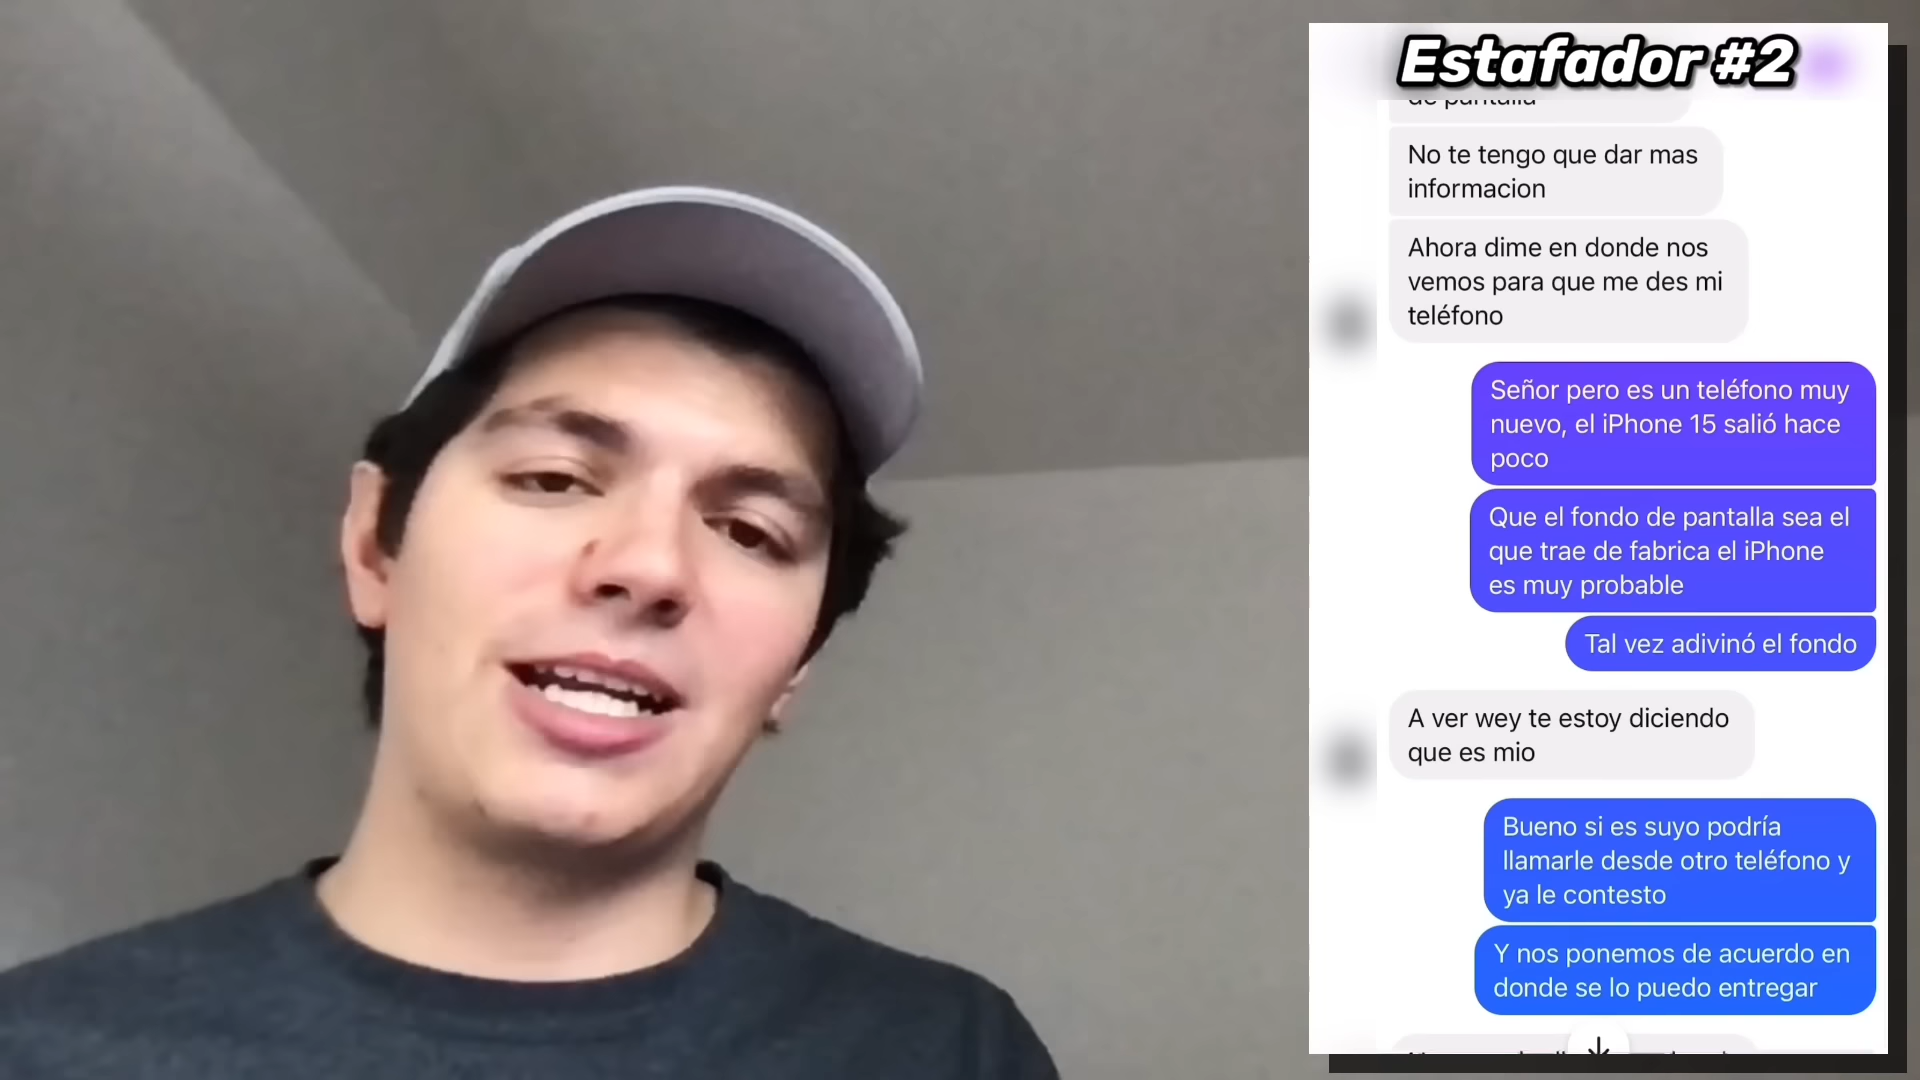 Estafador #2
de pantalla
No te tengo que dar mas
informacion
Ahora dime en donde nos
vemos para que me des mi
teléfono
Señor pero es un teléfono muy
nuevo, el iPhone 15 salió hace
poco
Que el fondo de pantalla sea el
que trae de fabrica el iPhone
es muy probable
Tal vez adivinó el fondo
A ver wey te estoy diciendo
que es mio
Bueno si es suyo podría
llamarle desde otro teléfono y
ya le contesto
Y nos ponemos de acuerdo en
donde se lo puedo entregar